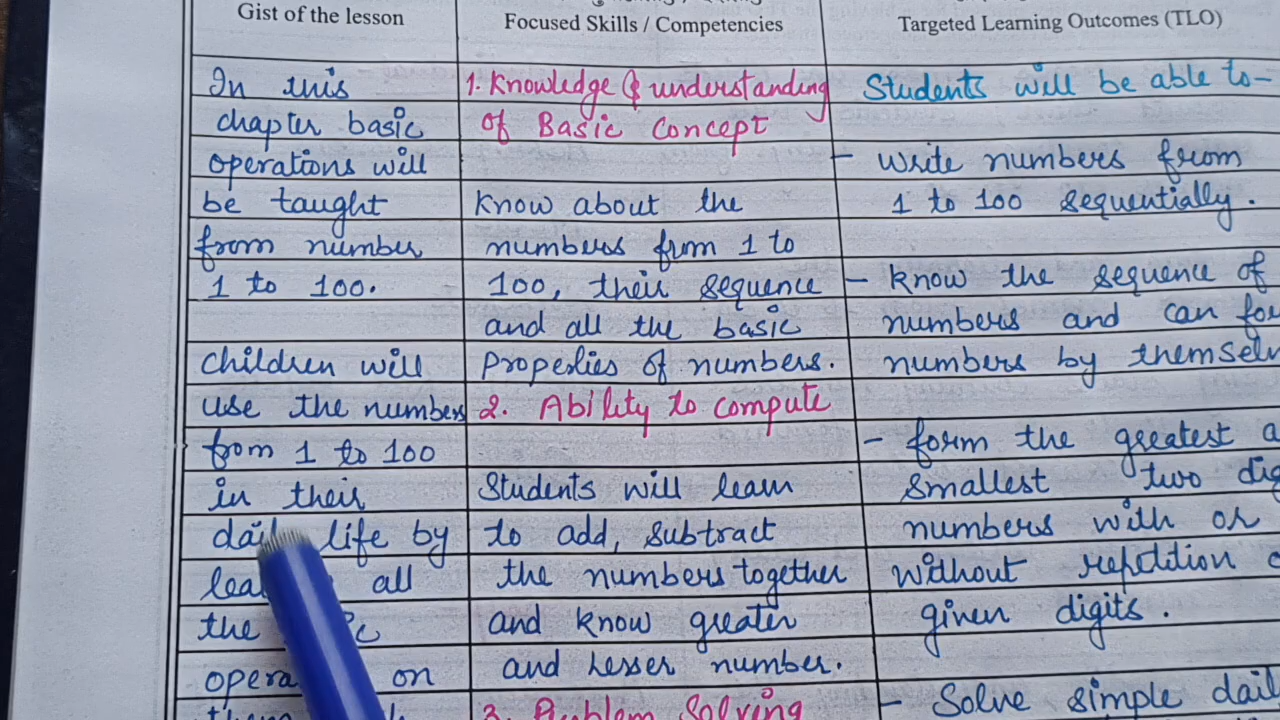 Gist of the lesson
In this
chapter basic
operations will
be taught
from number
1 to 100.
children will
use the numbers
from 1 to 100
in their
life by
all
the
on
Focused Skills / Competencies
1. Knowledge & understanding
of Basic Concept
Know about the
numbers from 1 to
100, their sequence
and all the basic
properties of numbers.
2. Ability to compute
Students will learn
to add, subtract
the numbers together
and know greater
and lesser number.
3. Problem Solving
Targeted Learning Outcomes (TLO)
Students will be able to-
- write numbers from
1 to 100 sequentially.
- know the sequence of
numbers and can
numbers by
- form the greatest
smallest two
numbers with or
without repetition
given digits.
- Solve simple